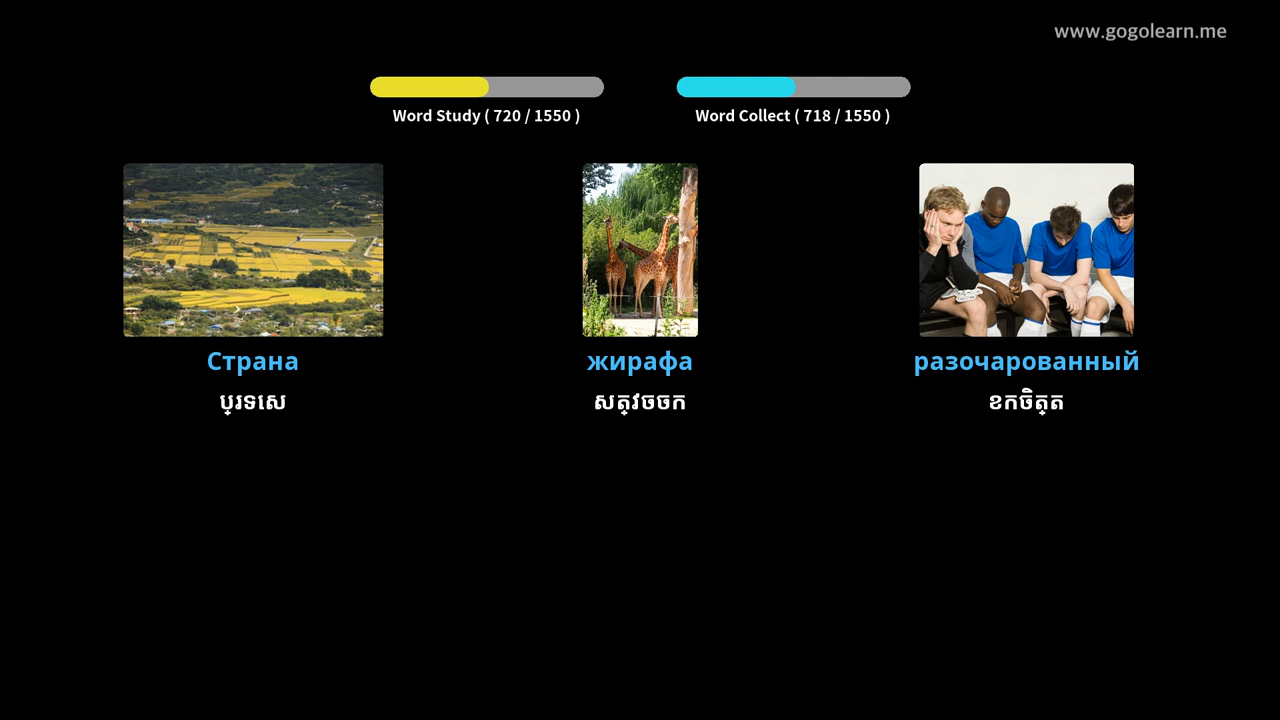 www.gogolearn.me
Word Study ( 720 / 1550 )
Word Collect ( 718 / 1550 )
Страна
жирафа
разочарованный
ប្រទសេ
សត្វចចក
ខកចិត្ត